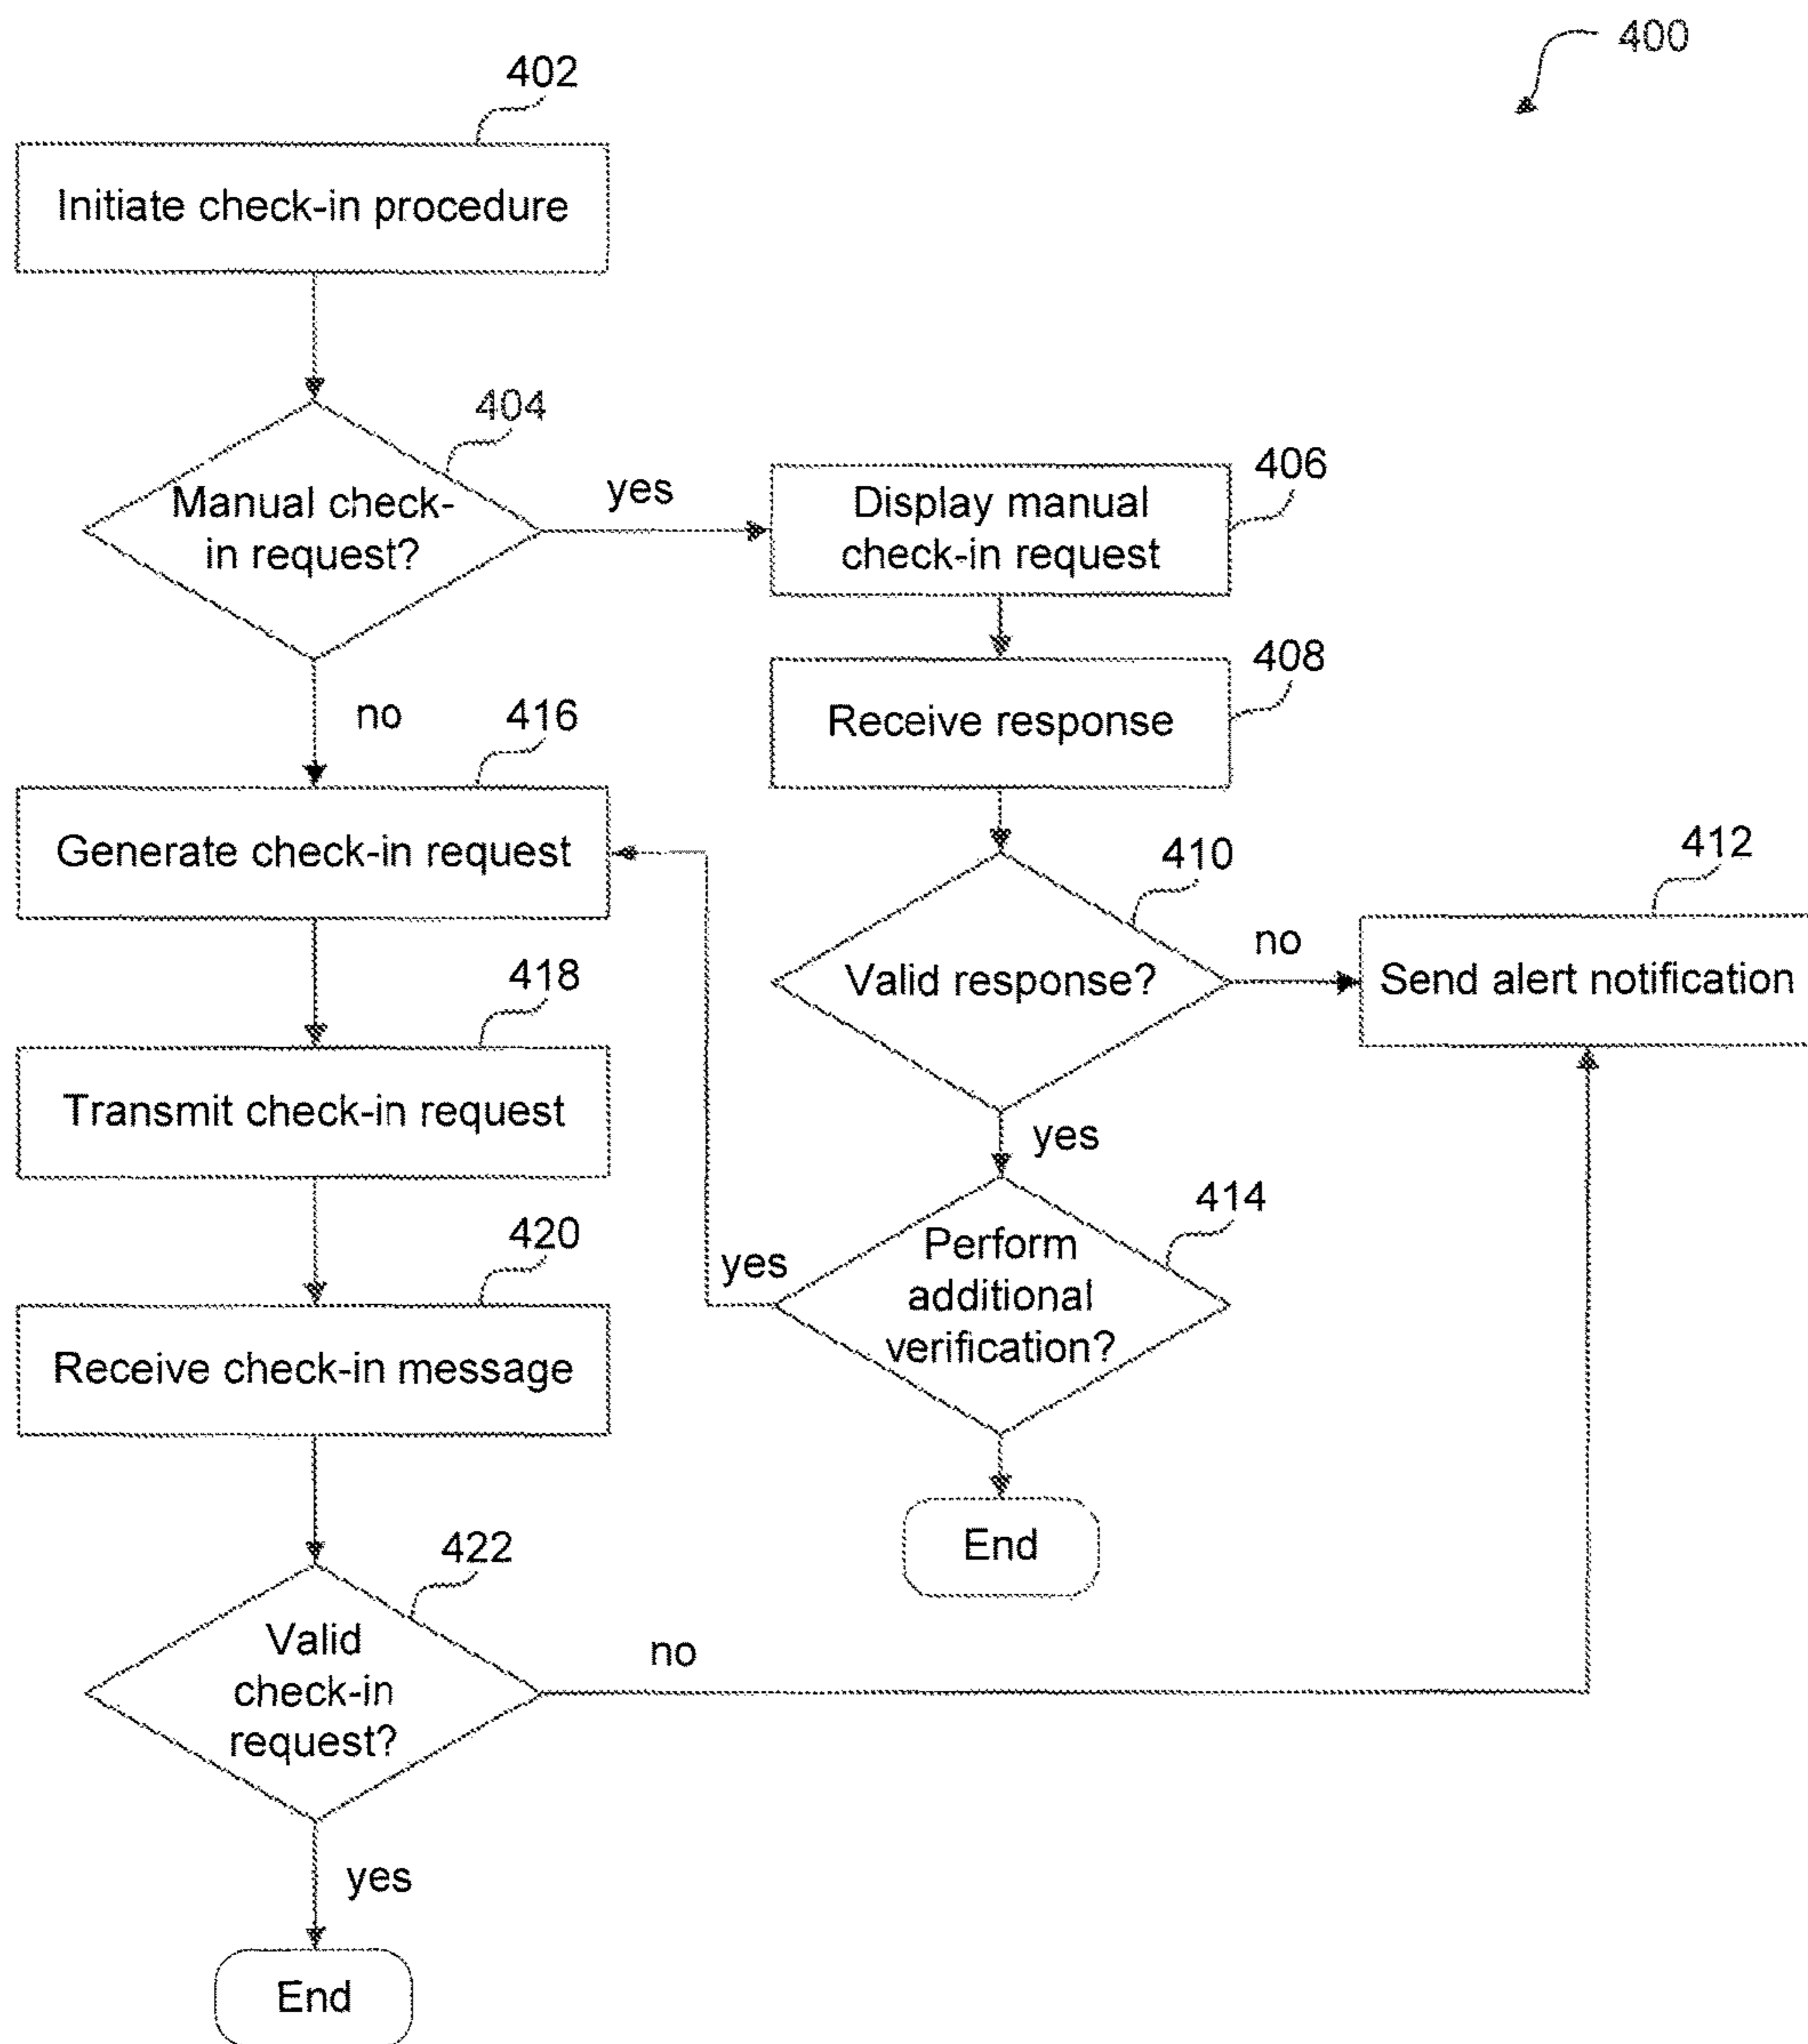 400
402
Initiate check-in procedure
404
Manual check-
in request?
yes
406
Display manual
check-in request
408
Receive response
no
416
Generate check-in request
410
Valid response?
no
412
Send alert notification
418
Transmit check-in request
yes
414
Perform
additional
verification?
yes
420
Receive check-in message
End
422
Valid
check-in
request?
no
yes
End